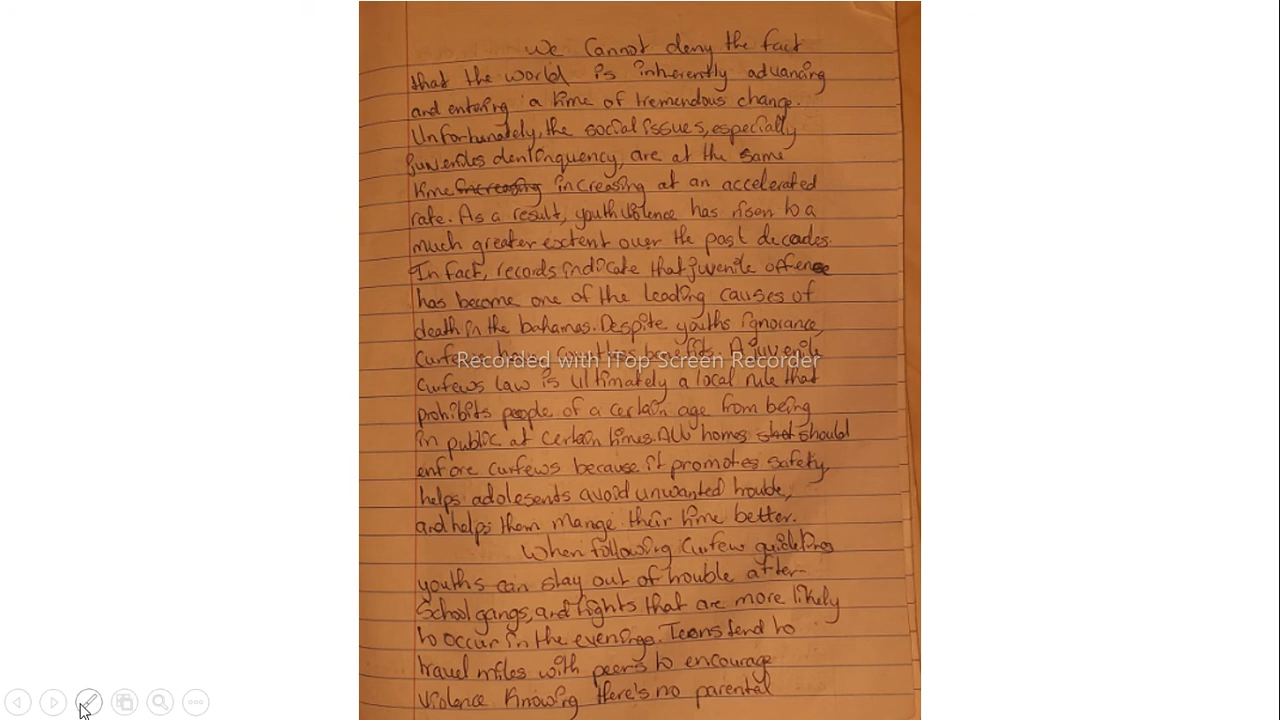 We Cannot deny the fact
that the world is inherently advancing
and entering a time of tremendous change.
Unfortunately, the social issues, especially
juveniles denlinquency, are at the same
time increasing increasing at an accelerated
rate. As a result, youth violence has risen to a
much greater extent over the past decades.
In fact, records indicate that juvenile offense
has become one of the leading causes of
death in the bahamas. Despite youths ignorance,
benefits. A juvenile
Recorded with iTop Screen Recorder
Curfews law is ultimately a local rule that
prohibits people of a certain age from being
in public at certain times. All homes should
enfore curfews because it promotes safety,
helps adolesents avoid unwanted trouble,
and helps them mange their time better.
When following Curfew
youths can stay out of trouble after-
School gangs, and fights that are more likely
to occur in the evenings. Teens tend to
travel miles with peers to encourage
violence knowing there's no parental